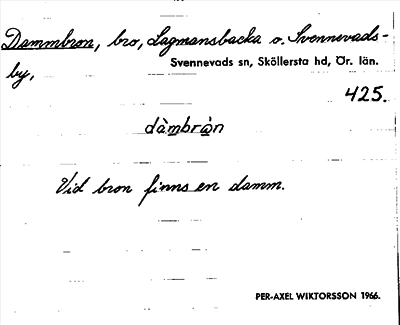 Dammbron, bro, Lagmansbacka o. Svennevads-
by, Svennevads sn, Sköllersta hd, Ör. län.
425.
dàmbrån
Vid bron finns en damm.
PER-AXEL WIKTORSSON 1966.